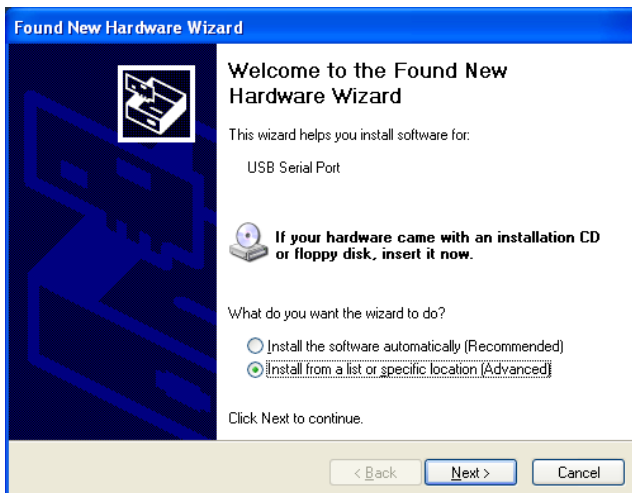 Found New Hardware Wizard
Welcome to the Found New
Hardware Wizard
This wizard helps you install software for:
USB Serial Port
If your hardware came with an installation CD
or floppy disk, insert it now.
What do you want the wizard to do?
Install the software automatically (Recommended)
Install from a list or specific location (Advanced)
Click Next to continue.
< Back
Next >
Cancel